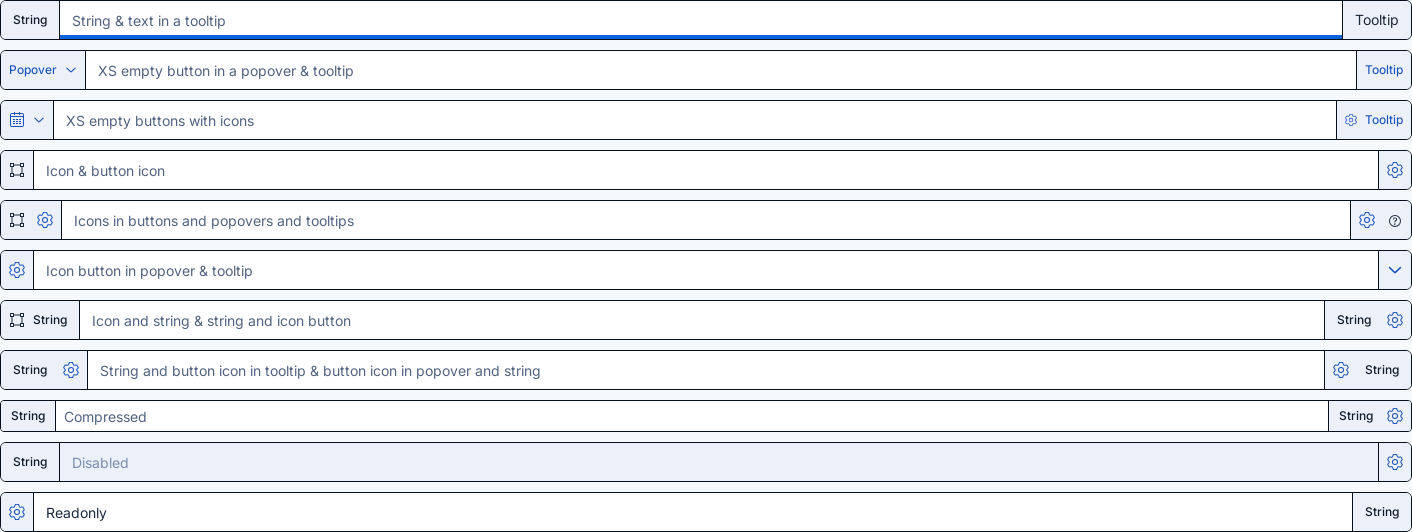 String String & text in a tooltip Tooltip
Popover XS empty button in a popover & tooltip Tooltip
XS empty buttons with icons Tooltip
Icon & button icon
Icons in buttons and popovers and tooltips
Icon button in popover & tooltip
String Icon and string & string and icon button String
String String and button icon in tooltip & button icon in popover and string String
String Compressed String
String Disabled
Readonly String